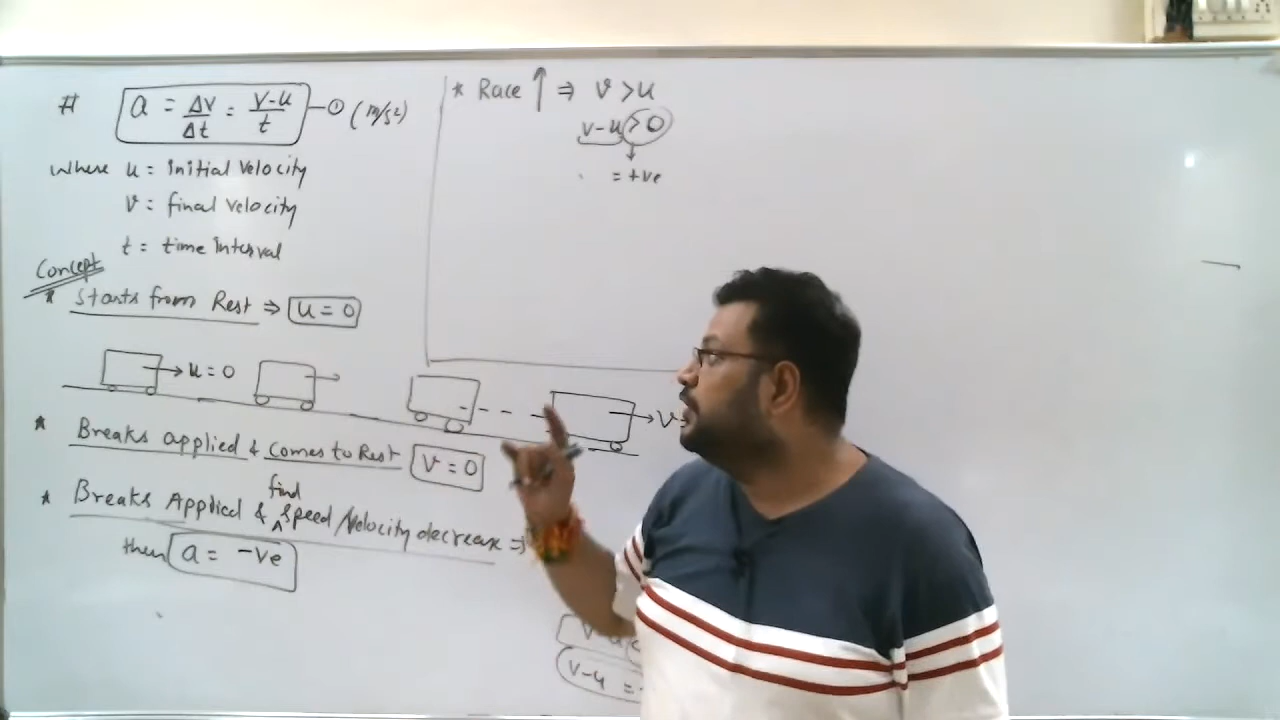 # a = Δv/Δt = v-u/t — ① (m/s²)
where u = initial velocity
v = final velocity
t = time interval
Concept
* Starts from Rest ⇒ u = 0
u = 0
v
* Breaks applied & Comes to Rest v = 0
* Breaks Applied & find speed/velocity decrease ⇒
then a = -ve
* Race ↑ ⇒ v > u
v-u > 0
= +ve
v-u =